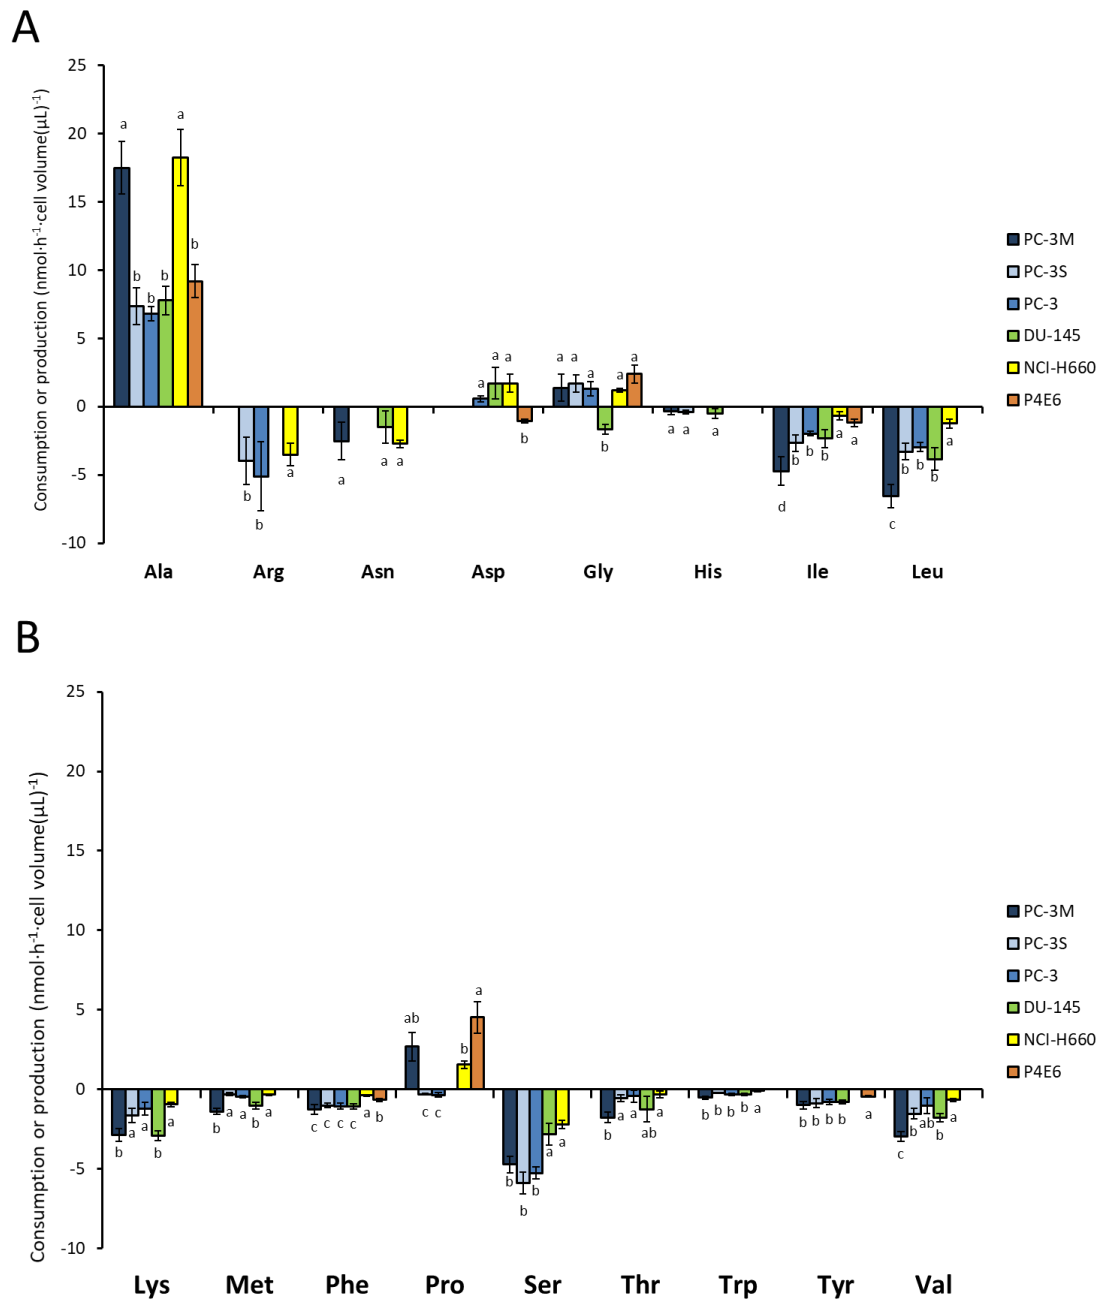 A
Consumption or production (nmol·h⁻¹·cell volume(µL)⁻¹)
25
20
15
10
5
0
-5
-10
a
b
b
b
a
b
b
b
a
a
a
a
a
a
a
b
a
a
a
b
a
a
a
a
a
d
b
b
b
a
a
c
b
b
b
a
Ala Arg Asn Asp Gly His Ile Leu
PC-3M
PC-3S
PC-3
DU-145
NCI-H660
P4E6
B
Consumption or production (nmol·h⁻¹·cell volume(µL)⁻¹)
25
20
15
10
5
0
-5
-10
b
a
a
b
a
b
a
a
b
a
c
c
c
c
a
b
ab
c
c
b
a
b
b
b
a
a
b
a
a
ab
a
b
b
b
b
a
b
b
b
b
a
c
b
ab
b
a
Lys Met Phe Pro Ser Thr Trp Tyr Val
PC-3M
PC-3S
PC-3
DU-145
NCI-H660
P4E6